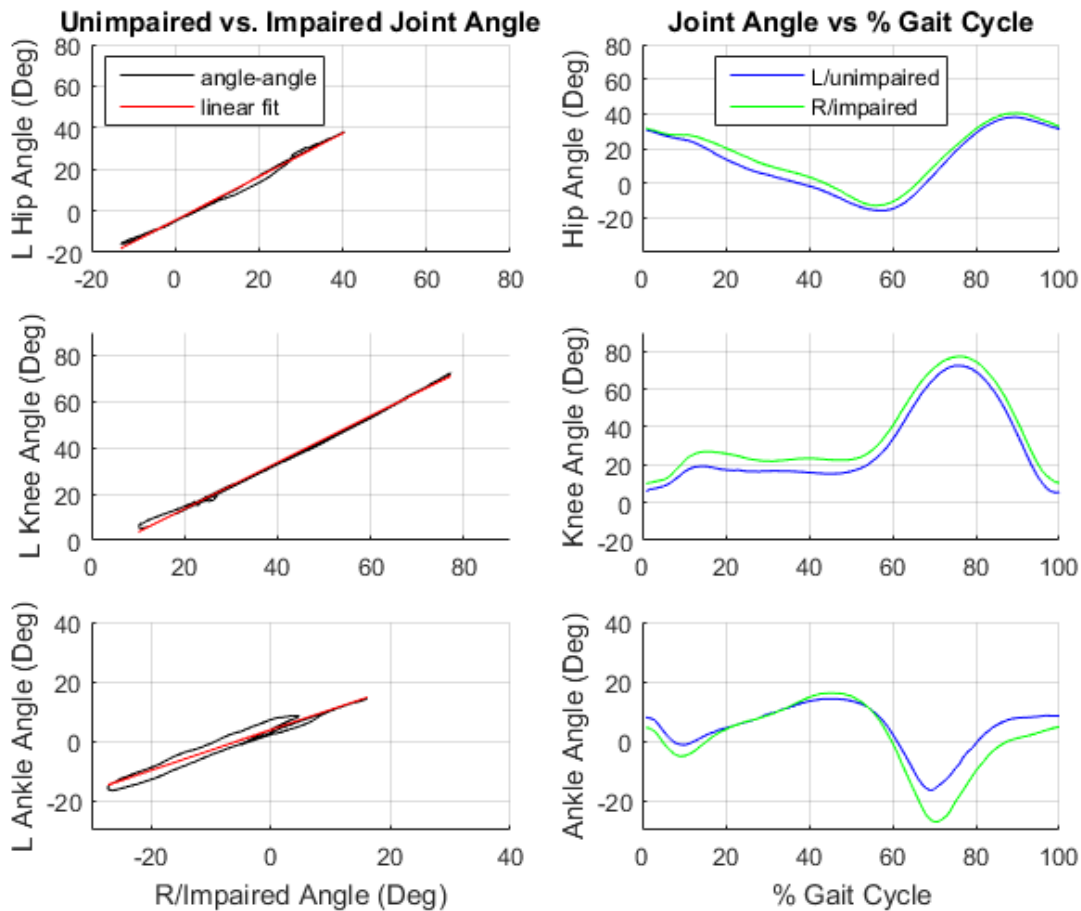 Unimpaired vs. Impaired Joint Angle
L Hip Angle (Deg)
80
60
40
20
0
-20
angle-angle
linear fit
-20 0 20 40 60 80
Joint Angle vs % Gait Cycle
Hip Angle (Deg)
80
60
40
20
0
-20
L/unimpaired
R/impaired
0 20 40 60 80 100
L Knee Angle (Deg)
80
60
40
20
0
0 20 40 60 80
Knee Angle (Deg)
80
60
40
20
0
-20
0 20 40 60 80 100
L Ankle Angle (Deg)
40
20
0
-20
-20 0 20 40
R/Impaired Angle (Deg)
Ankle Angle (Deg)
40
20
0
-20
0 20 40 60 80 100
% Gait Cycle